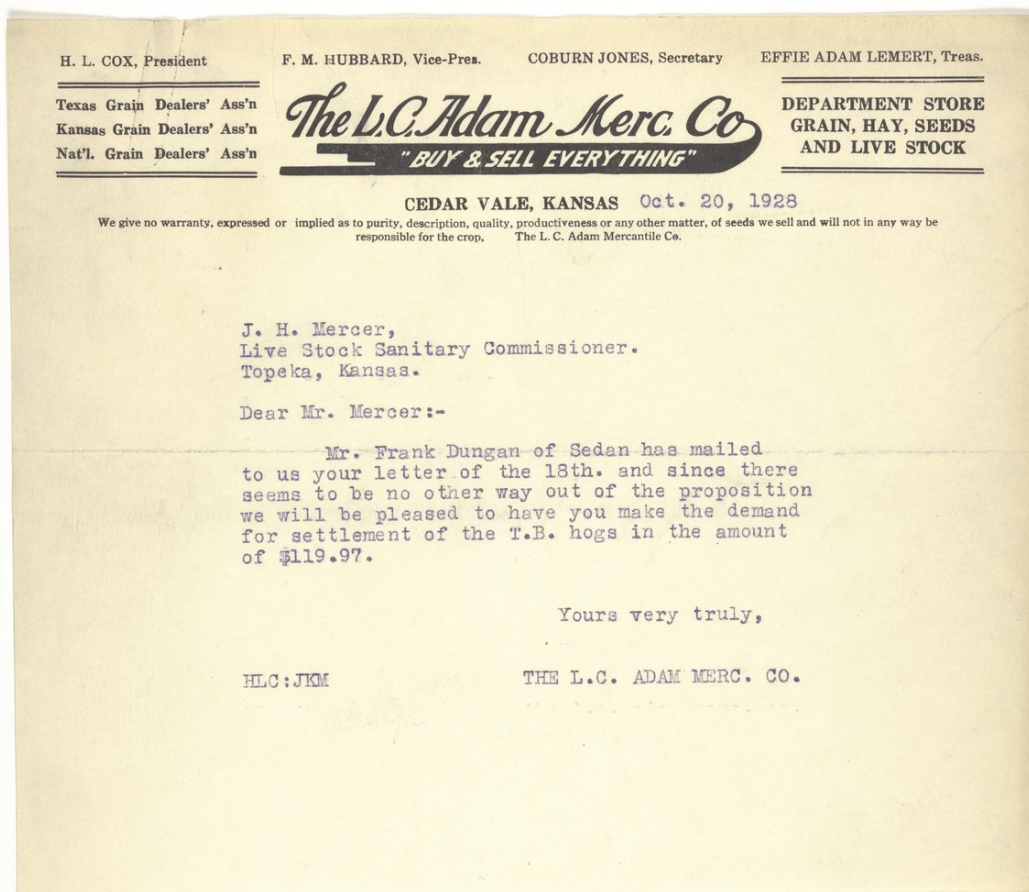 H. L. COX, President
F. M. HUBBARD, Vice-Pres.
COBURN JONES, Secretary
EFFIE ADAM LEMERT, Treas.
Texas Grain Dealers' Ass'n
Kansas Grain Dealers' Ass'n
Nat'l. Grain Dealers' Ass'n
The L.C. Adam Merc. Co
"BUY & SELL EVERYTHING"
DEPARTMENT STORE
GRAIN, HAY, SEEDS
AND LIVE STOCK
CEDAR VALE, KANSAS Oct. 20, 1928
We give no warranty, expressed or implied as to purity, description, quality, productiveness or any other matter, of seeds we sell and will not in any way be
responsible for the crop, The L. C. Adam Mercantile Co.
J. H. Mercer,
Live Stock Sanitary Commissioner.
Topeka, Kansas.
Dear Mr. Mercer:-
Mr. Frank Dungan of Sedan has mailed
to us your letter of the 18th. and since there
seems to be no other way out of the proposition
we will be pleased to have you make the demand
for settlement of the T.B. hogs in the amount
of $119.97.
Yours very truly,
HLC:JKM THE L.C. ADAM MERC. CO.